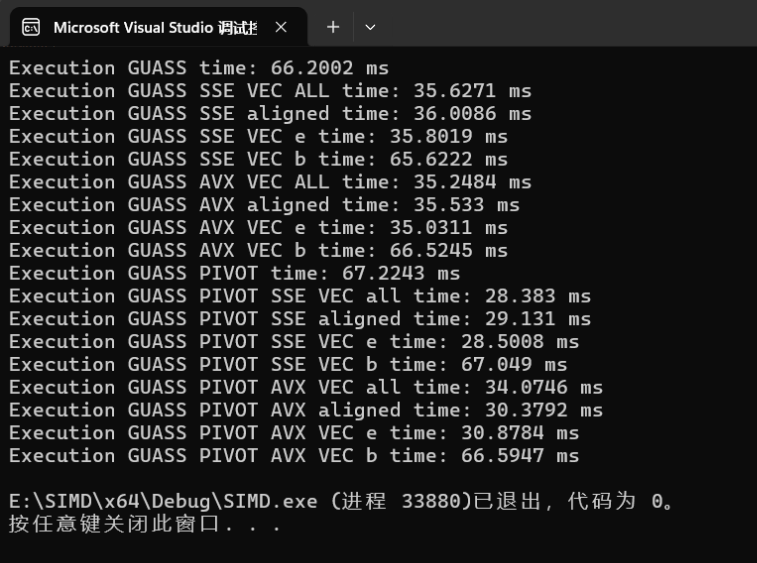 Microsoft Visual Studio 调试控
Execution GUASS time: 66.2002 ms
Execution GUASS SSE VEC ALL time: 35.6271 ms
Execution GUASS SSE aligned time: 36.0086 ms
Execution GUASS SSE VEC e time: 35.8019 ms
Execution GUASS SSE VEC b time: 65.6222 ms
Execution GUASS AVX VEC ALL time: 35.2484 ms
Execution GUASS AVX aligned time: 35.533 ms
Execution GUASS AVX VEC e time: 35.0311 ms
Execution GUASS AVX VEC b time: 66.5245 ms
Execution GUASS PIVOT time: 67.2243 ms
Execution GUASS PIVOT SSE VEC all time: 28.383 ms
Execution GUASS PIVOT SSE aligned time: 29.131 ms
Execution GUASS PIVOT SSE VEC e time: 28.5008 ms
Execution GUASS PIVOT SSE VEC b time: 67.049 ms
Execution GUASS PIVOT AVX VEC all time: 34.0746 ms
Execution GUASS PIVOT AVX aligned time: 30.3792 ms
Execution GUASS PIVOT AVX VEC e time: 30.8784 ms
Execution GUASS PIVOT AVX VEC b time: 66.5947 ms
E:\SIMD\x64\Debug\SIMD.exe (进程 33880)已退出，代码为 0。
按任意键关闭此窗口. . .